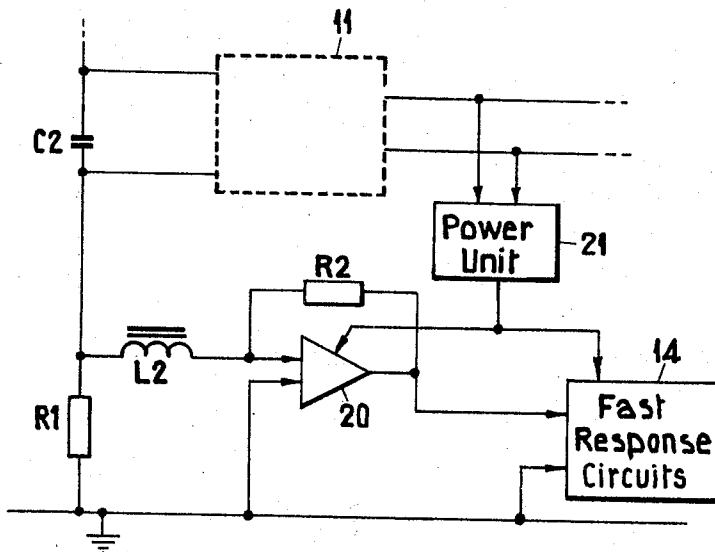 11
C2
Power
Unit
21
R2
L2
20
14
R1
Fast
Response
Circuits